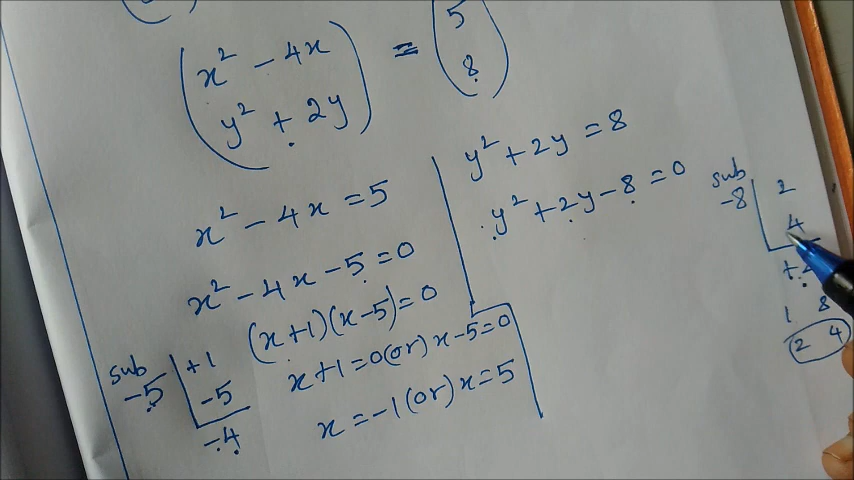 (x² - 4x
y² + 2y) = (5
8)
x² - 4x = 5
x² - 4x - 5 = 0
(x+1)(x-5) = 0
x+1=0 (or) x-5=0
x = -1 (or) x = 5
sub
-5
+1
-5
-4
y² + 2y = 8
y² + 2y - 8 = 0
sub
-8
2
4
1 8
2 4